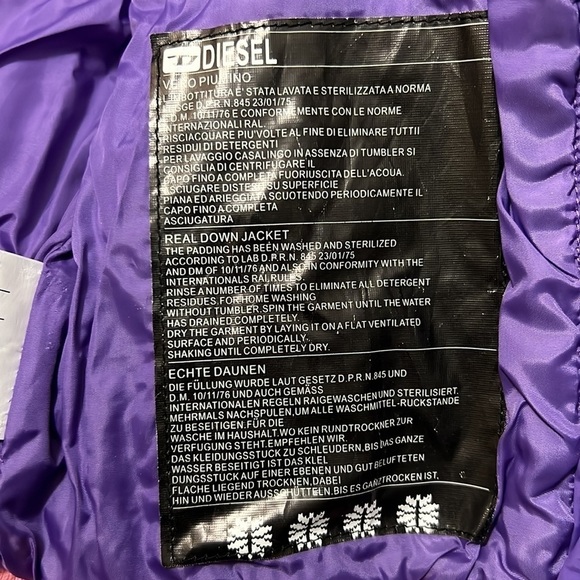 DIESEL
VERO PIUMINO
L'IMBOTTITURA E' STATA LAVATA E STERILIZZATA A NORMA
LEGGE D.P.R.N. 845 23/01/75
E D.M. 10/11/76 E CONFORMEMENTE CON LE NORME
INTERNAZIONALI RAL.
RISCIACQUARE PIU'VOLTE AL FINE DI ELIMINARE TUTTII
RESIDUI DI DETERGENTI
PER LAVAGGIO CASALINGO IN ASSENZA DI TUMBLER SI
CONSIGLIA DI CENTRIFUGARE IL
CAPO FINO A COMPLETA FUORIUSCITA DELL'ACQUA.
ASCIUGARE DISTESO SU SUPERFICIE
PIANA ED ARIEGGIATA SCUOTENDO PERIODICAMENTE IL
CAPO FINO A COMPLETA
ASCIUGATURA
REAL DOWN JACKET
THE PADDING HAS BEEN WASHED AND STERILIZED
ACCORDING TO LAB D.P.R.N. 845 23/01/75
AND DM OF 10/11/76 AND ALSO IN CONFORMITY WITH THE
INTERNATIONALS RAL RULES.
RINSE A NUMBER OF TIMES TO ELIMINATE ALL DETERGENT
RESIDUES. FOR HOME WASHING
WITHOUT TUMBLER.SPIN THE GARMENT UNTIL THE WATER
HAS DRAINED COMPLETELY.
DRY THE GARMENT BY LAYING IT ON A FLAT VENTILATED
SURFACE AND PERIODICALLY.
SHAKING UNTIL COMPLETELY DRY.
ECHTE DAUNEN
DIE FÜLLUNG WURDE LAUT GESETZ D.P.R.N.845 UND
D.M. 10/11/76 UND AUCH GEMÄSS
INTERNATIONALEN REGELN RAIGEWASCHEN UND STERILISIERT.
MEHRMALS NACHSPULEN,UM ALLE WASCHMITTEL-RUCKSTANDE
ZU BESEITIGEN.FÜR DIE
WASCHE IM HAUSHALT.WO KEIN RUNDTROCKNER ZUR
VERFUGUNG STEHT.EMPFEHLEN WIR.
DAS KLEIDUNGSSTUCK ZU SCHLEUDERN,BIS DAS GANZE
WASSER BESEITIGT IST DAS KLEL
DUNGSSTUCK AUF EINER EBENEN UND GUT BELUFTETEN
FLACHE LIEGEND TROCKNEN,DABEI
HIN UND WIEDER AUSSCHÜTTELN.BIS ES GANZTROCKEN IST.